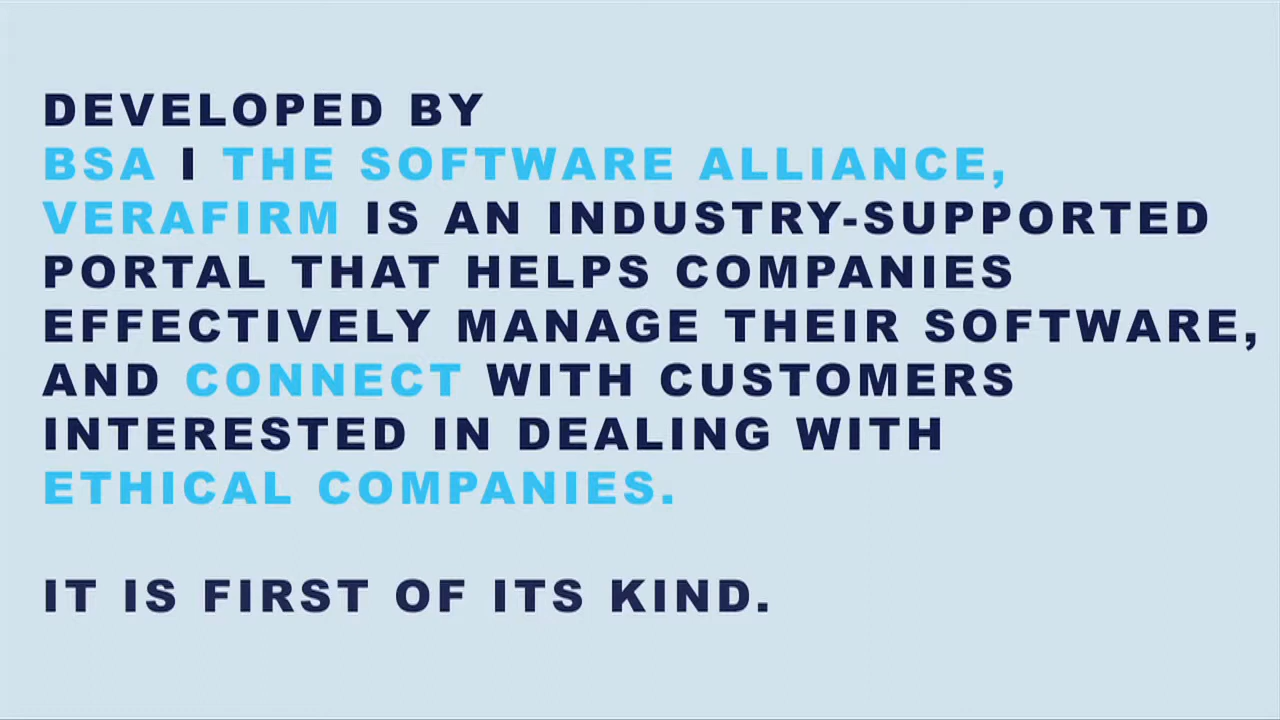 DEVELOPED BY
BSA I THE SOFTWARE ALLIANCE,
VERAFIRM IS AN INDUSTRY-SUPPORTED
PORTAL THAT HELPS COMPANIES
EFFECTIVELY MANAGE THEIR SOFTWARE,
AND CONNECT WITH CUSTOMERS
INTERESTED IN DEALING WITH
ETHICAL COMPANIES.
IT IS FIRST OF ITS KIND.